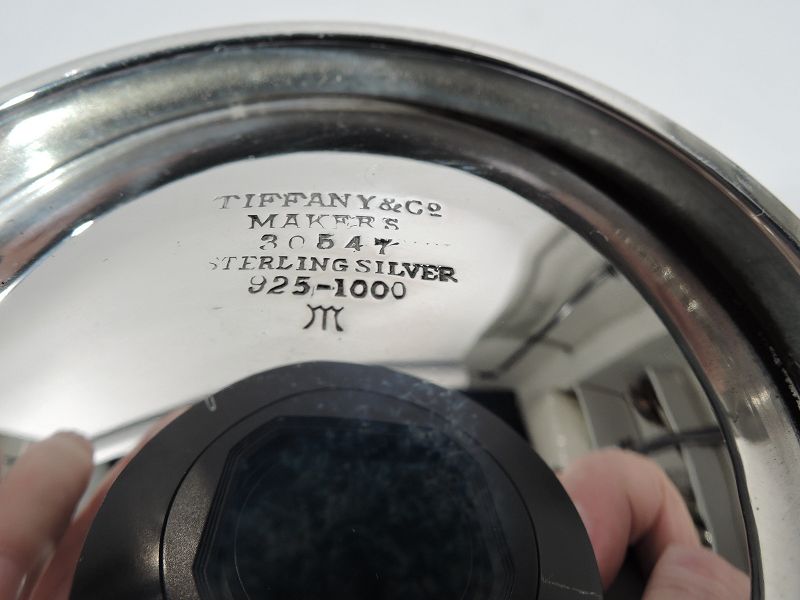 TIFFANY & Co
MAKERS
30547
STERLING SILVER
925-1000
m